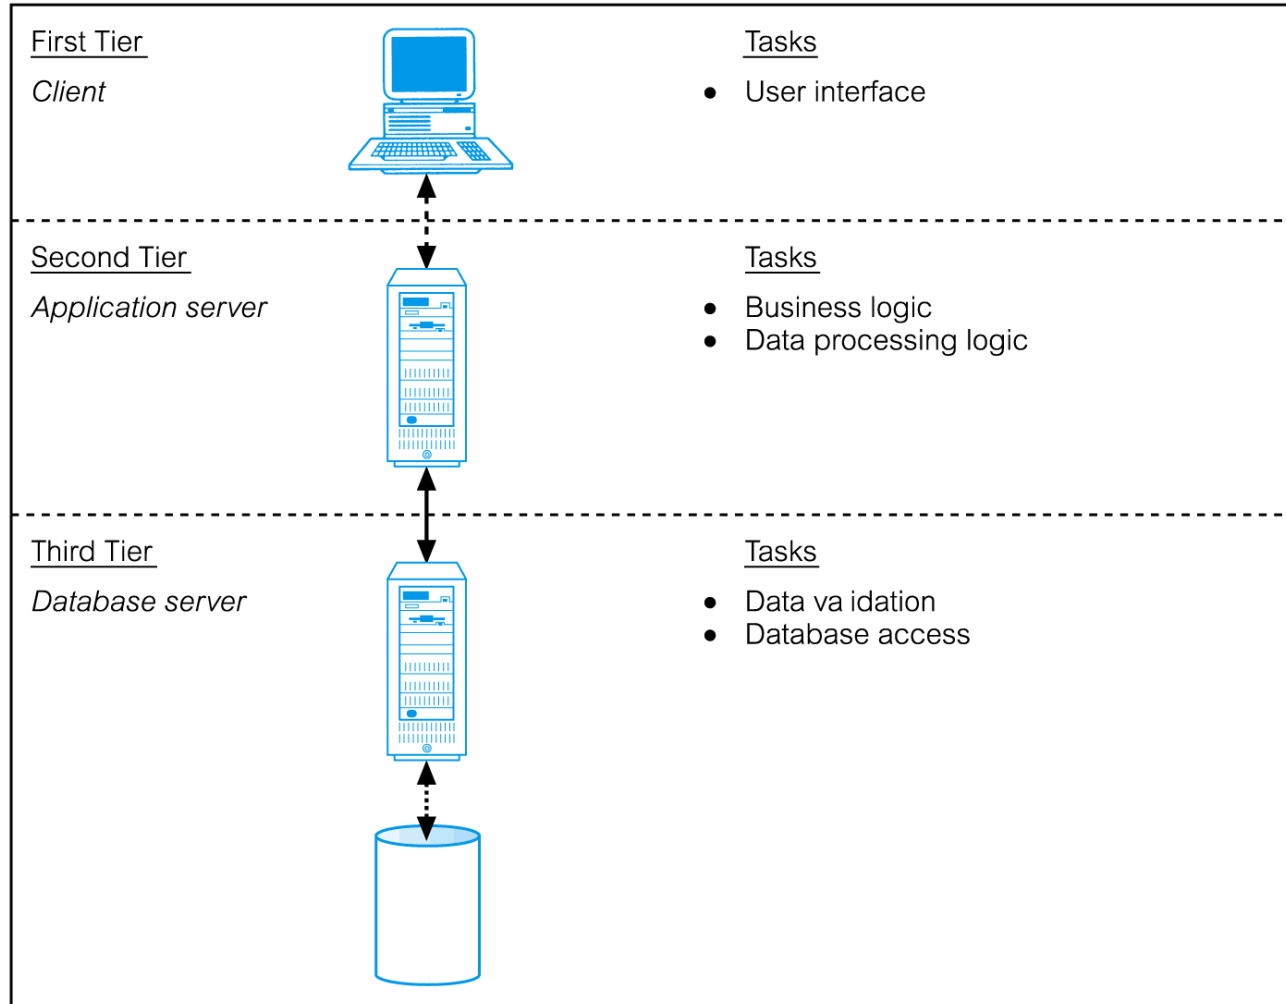 First Tier
Tasks
Client
• User interface
Second Tier
Tasks
Application server
• Business logic
• Data processing logic
Third Tier
Tasks
Database server
• Data va idation
• Database access